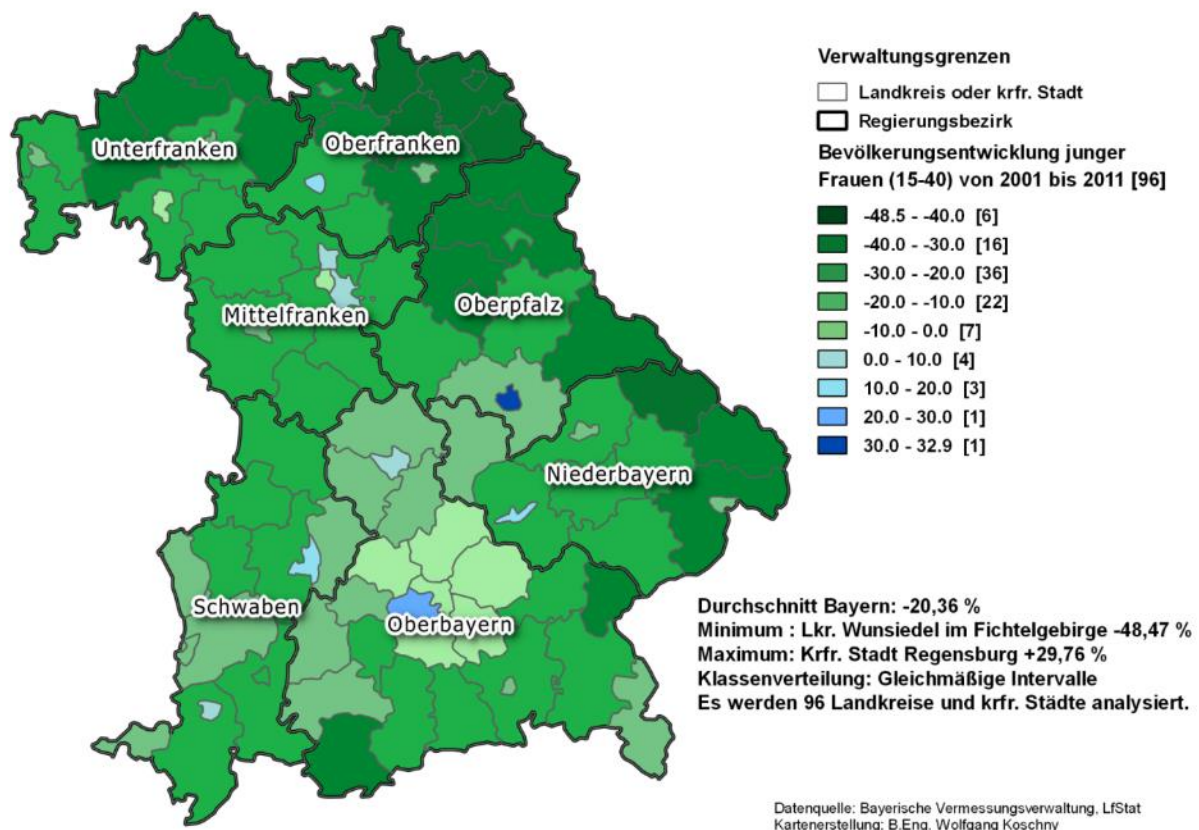 Verwaltungsgrenzen
Landkreis oder krfr. Stadt
Regierungsbezirk
Bevölkerungsentwicklung junger
Frauen (15-40) von 2001 bis 2011 [96]
-48.5 - -40.0 [6]
-40.0 - -30.0 [16]
-30.0 - -20.0 [36]
-20.0 - -10.0 [22]
-10.0 - 0.0 [7]
0.0 - 10.0 [4]
10.0 - 20.0 [3]
20.0 - 30.0 [1]
30.0 - 32.9 [1]
Unterfranken
Oberfranken
Mittelfranken
Oberpfalz
Niederbayern
Schwaben
Oberbayern
Durchschnitt Bayern: -20,36 %
Minimum : Lkr. Wunsiedel im Fichtelgebirge -48,47 %
Maximum: Krfr. Stadt Regensburg +29,76 %
Klassenverteilung: Gleichmäßige Intervalle
Es werden 96 Landkreise und krfr. Städte analysiert.
Datenquelle: Bayerische Vermessungsverwaltung, LfStat
Kartenerstellung: B.Eng. Wolfgang Koschny